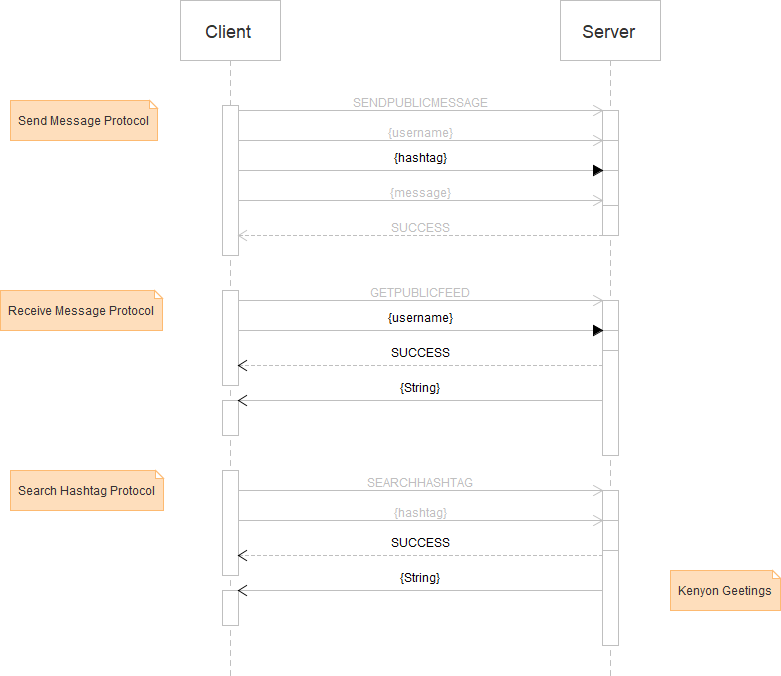 Client
Server
Send Message Protocol
SENDPUBLICMESSAGE
{username}
{hashtag}
{message}
SUCCESS
Receive Message Protocol
GETPUBLICFEED
{username}
SUCCESS
{String}
Search Hashtag Protocol
SEARCHHASHTAG
{hashtag}
SUCCESS
{String}
Kenyon Geetings